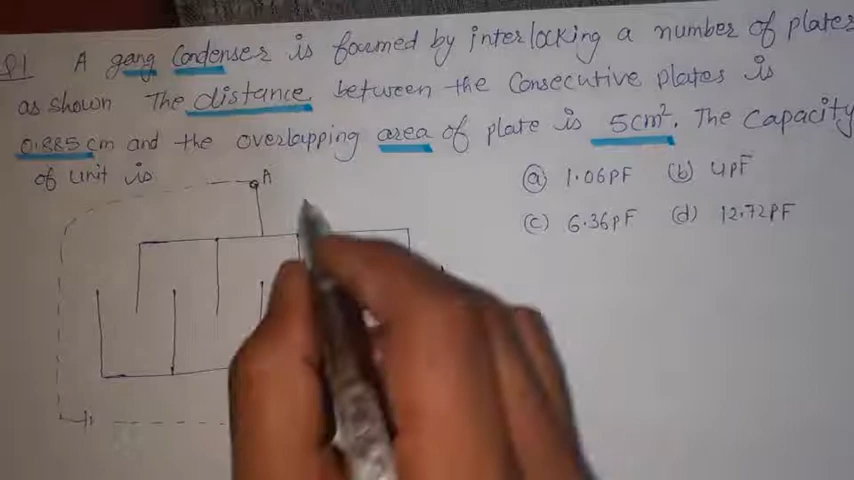 Q1 A gang Condenser is formed by interlocking a number of plates
as shown The distance between the Consecutive plates is
0.885 cm and the overlapping area of plate is 5cm². The Capacity
of unit is
(a) 1.06PF (b) 4PF
(c) 6.36PF (d) 12.72PF
A